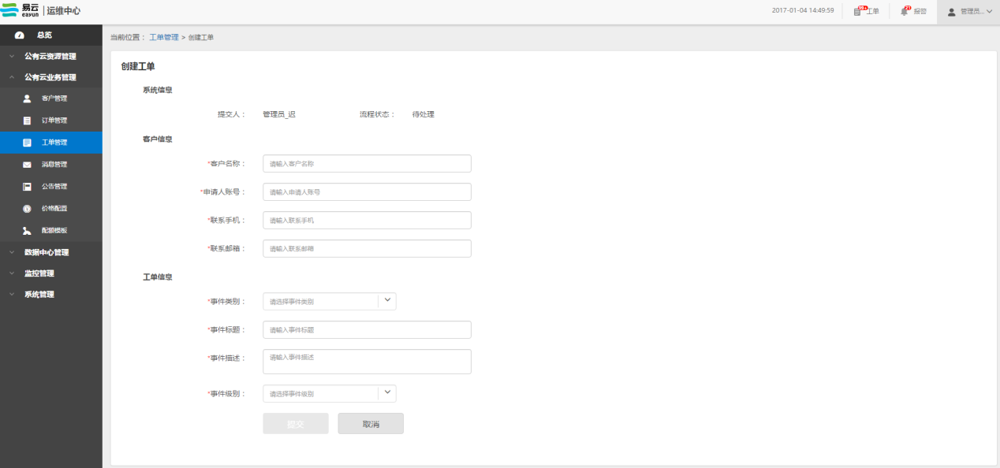 易云 eayun 运维中心 2017-01-04 14:49:59 99+ 工单 21 报警 管理员...
总览
公有云资源管理
公有云业务管理
客户管理
订单管理
工单管理
消息管理
公告管理
价格配置
配额模板
数据中心管理
监控管理
系统管理
当前位置： 工单管理 > 创建工单
创建工单
系统信息
提交人： 管理员_迟 流程状态： 待处理
客户信息
*客户名称： 请输入客户名称
*申请人账号： 请输入申请人账号
*联系手机： 请输入联系手机
*联系邮箱： 请输入联系邮箱
工单信息
*事件类别： 请选择事件类别
*事件标题： 请输入事件标题
*事件描述： 请输入事件描述
*事件级别： 请选择事件级别
提交 取消